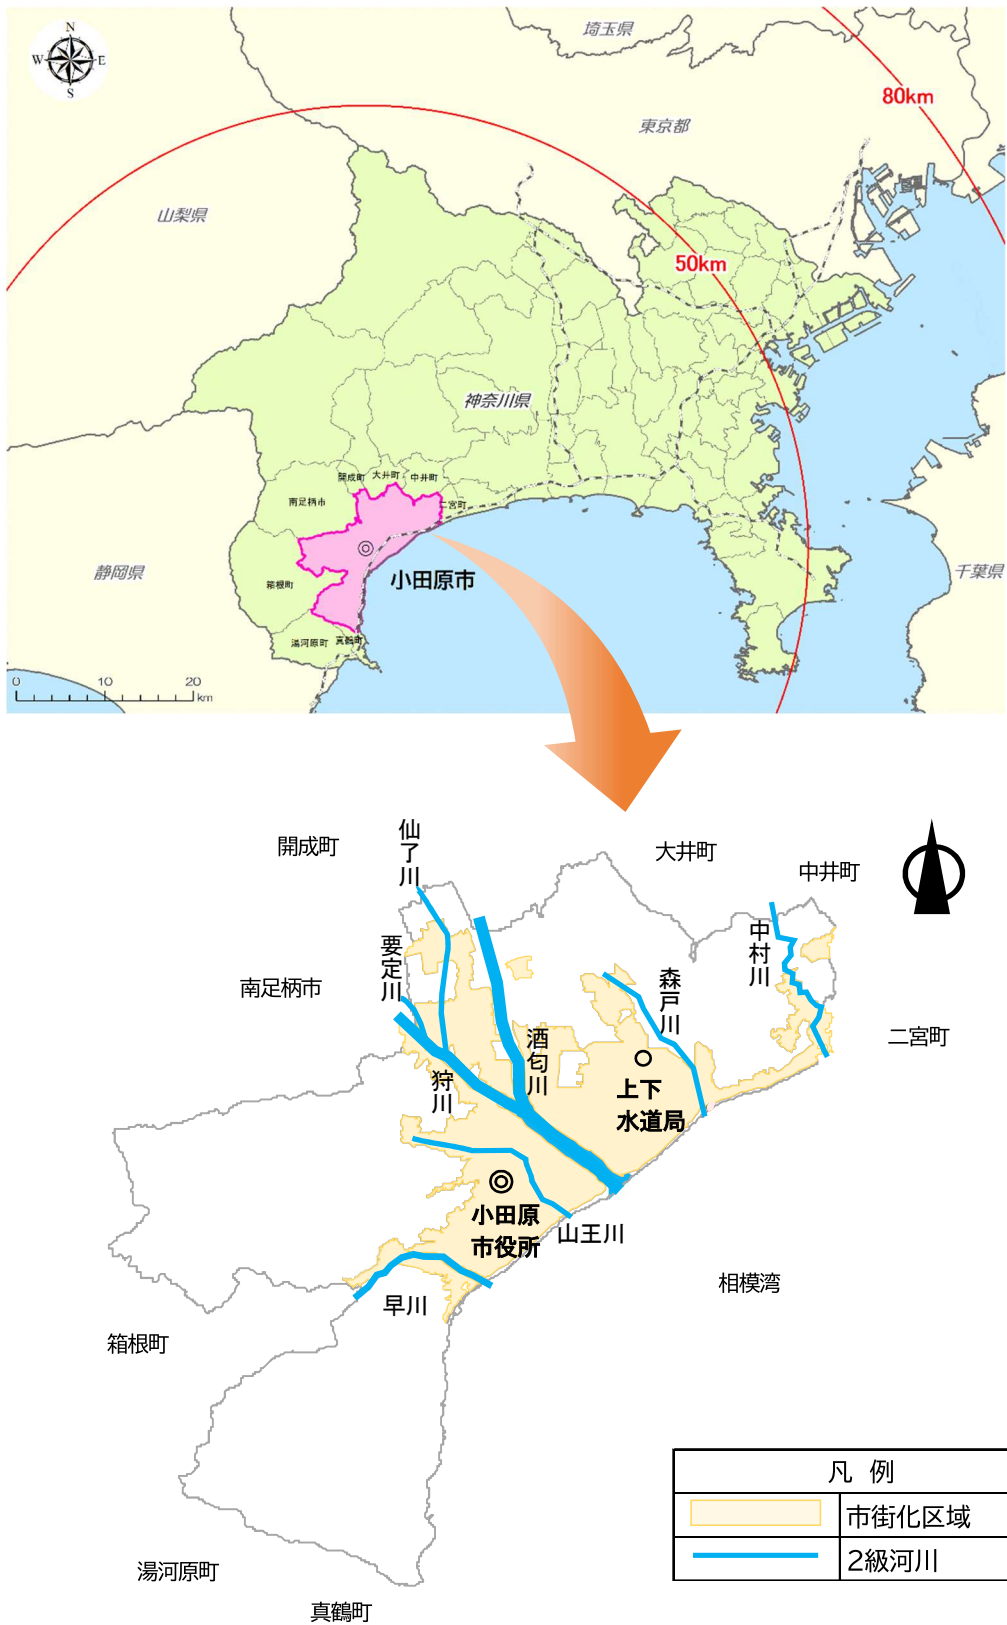 N
W
E
S
埼玉県
80km
東京都
山梨県
50km
神奈川県
開成町
大井町
中井町
南足柄市
二宮町
静岡県
千葉県
小田原市
箱根町
湯河原町
真鶴町
0
10
20
km
仙了川
開成町
大井町
中井町
要定川
中村川
南足柄市
森戸川
二宮町
酒匂川
狩川
上下
水道局
小田原
市役所
山王川
相模湾
早川
箱根町
凡 例
市街化区域
2級河川
湯河原町
真鶴町